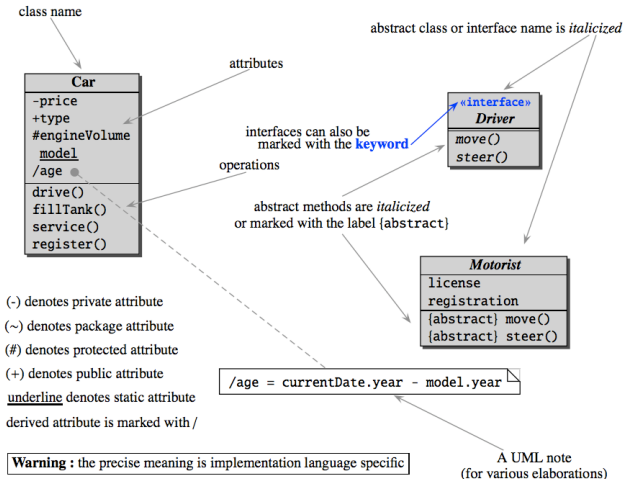 class name
abstract class or interface name is italicized
attributes
Car
-price
+type
#engineVolume
model
/age
drive()
fillTank()
service()
register()
«interface»
Driver
move()
steer()
interfaces can also be
marked with the keyword
operations
abstract methods are italicized
or marked with the label {abstract}
Motorist
license
registration
{abstract} move()
{abstract} steer()
(-) denotes private attribute
(~) denotes package attribute
(#) denotes protected attribute
(+) denotes public attribute
underline denotes static attribute
derived attribute is marked with /
/age = currentDate.year - model.year
Warning : the precise meaning is implementation language specific
A UML note
(for various elaborations)